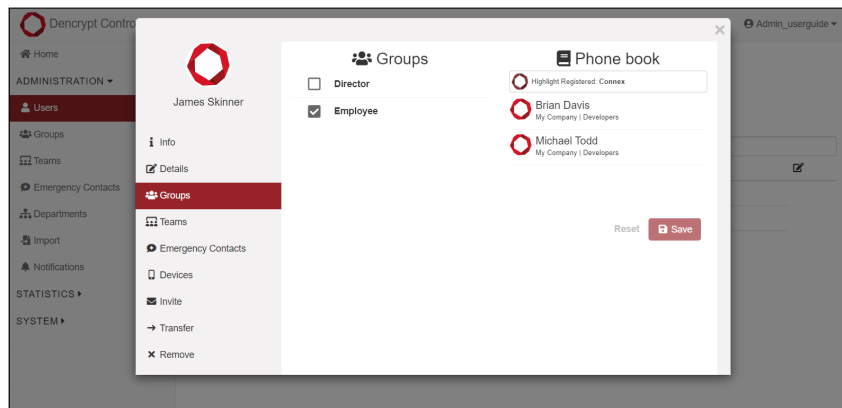 Dencrypt Contro
Admin_userguide
Home
ADMINISTRATION
Users
Groups
Teams
Emergency Contacts
Departments
Import
Notifications
STATISTICS
SYSTEM
×
James Skinner
Info
Details
Groups
Teams
Emergency Contacts
Devices
Invite
Transfer
Remove
Groups
Director
Employee
Phone book
Highlight Registered: Connex
Brian Davis
My Company | Developers
Michael Todd
My Company | Developers
Reset Save